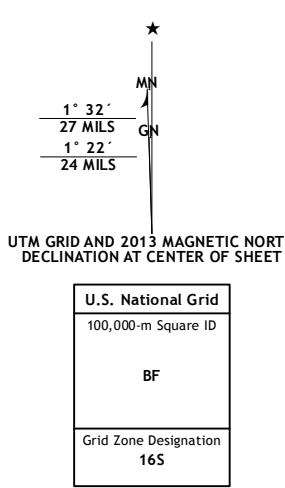 ★
MN
1° 32´
27 MILS
GN
1° 22´
24 MILS
UTM GRID AND 2013 MAGNETIC NORT
DECLINATION AT CENTER OF SHEET
U.S. National Grid
100,000-m Square ID
BF
Grid Zone Designation
16S